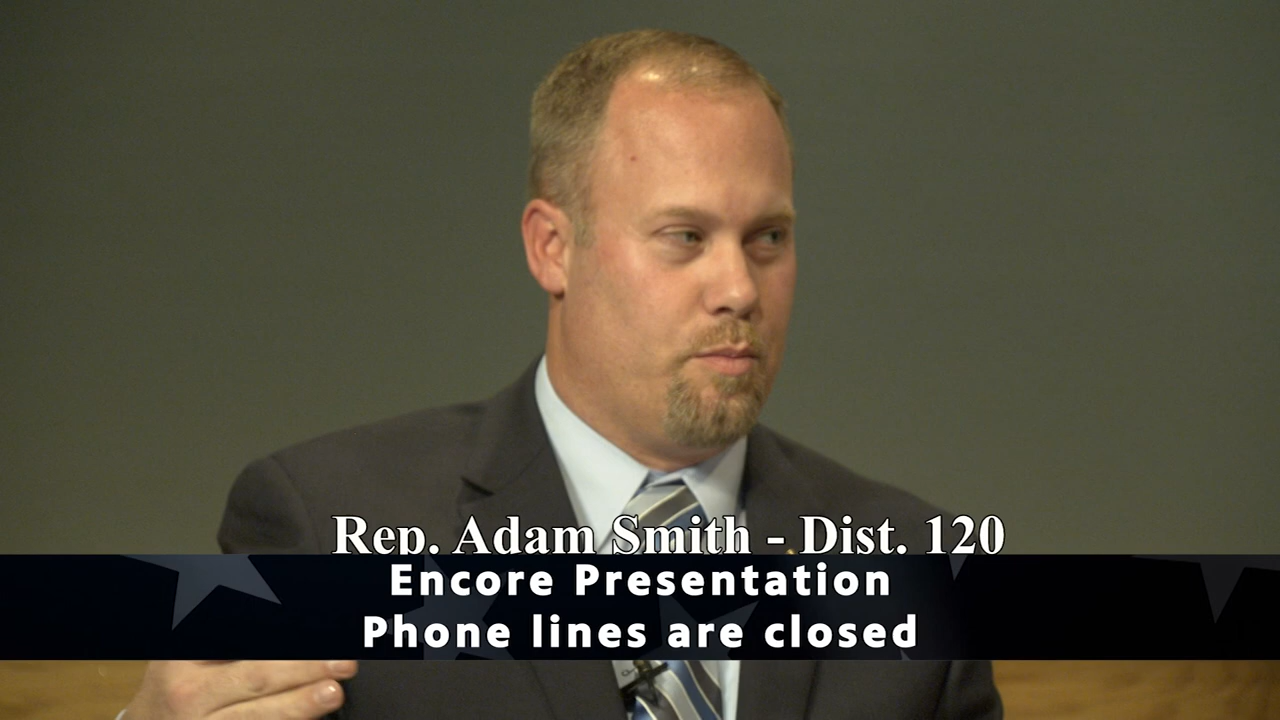 Rep. Adam Smith - Dist. 120
Encore Presentation
Phone lines are closed